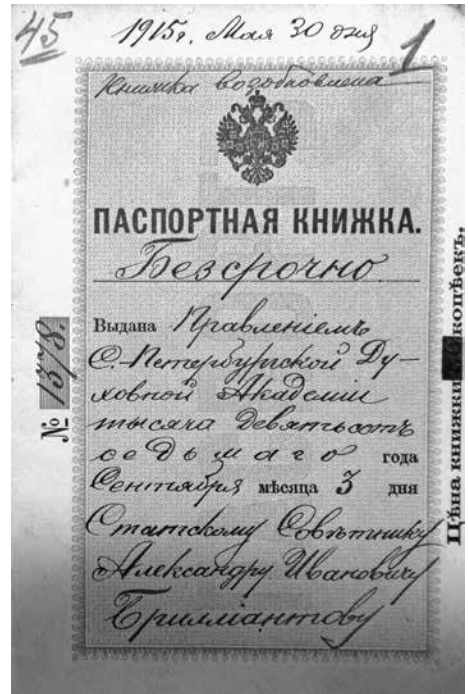 45
1915 г. Мая 30 дня
1
Книжка возобновлена
ПАСПОРТНАЯ КНИЖКА.
Безсрочно
Выдана Правленіемъ
С.-Петербургской Ду-
ховной Академіи
тысяча девятьсотъ
седьмаго года
Сентября мѣсяца 3 дня
Статскому Совѣтнику
Александру Ивановичу
Бриллиантову
№ 1378.
Цѣна книжки копѣекъ.